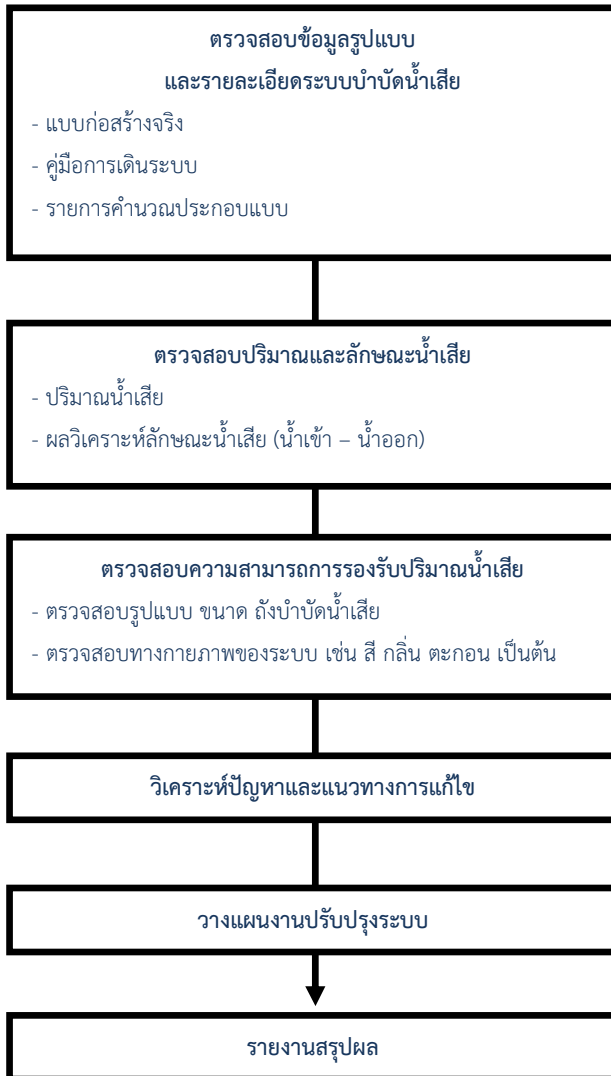 ตรวจสอบข้อมูลรูปแบบ
และรายละเอียดระบบบำบัดน้ำเสีย
- แบบก่อสร้างจริง
- คู่มือการเดินระบบ
- รายการคำนวณประกอบแบบ
ตรวจสอบปริมาณและลักษณะน้ำเสีย
- ปริมาณน้ำเสีย
- ผลวิเคราะห์ลักษณะน้ำเสีย (น้ำเข้า – น้ำออก)
ตรวจสอบความสามารถการรองรับปริมาณน้ำเสีย
- ตรวจสอบรูปแบบ ขนาด ถังบำบัดน้ำเสีย
- ตรวจสอบทางกายภาพของระบบ เช่น สี กลิ่น ตะกอน เป็นต้น
วิเคราะห์ปัญหาและแนวทางการแก้ไข
วางแผนงานปรับปรุงระบบ
รายงานสรุปผล